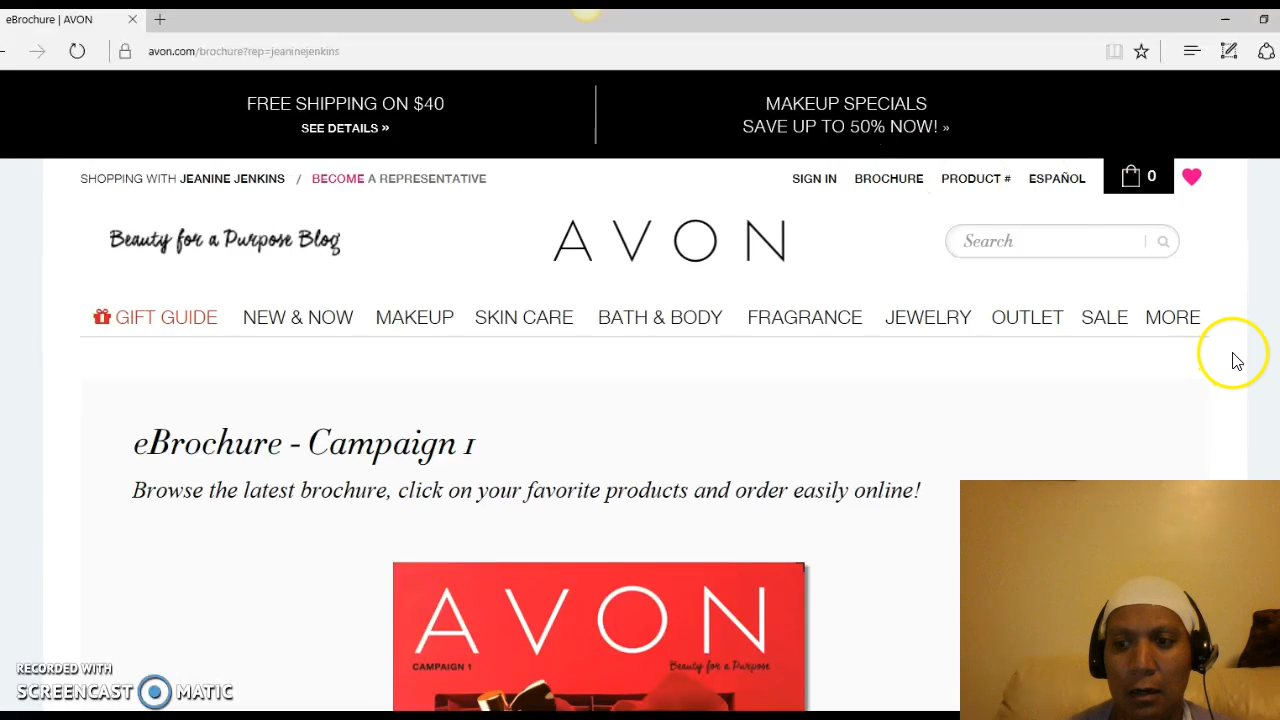 eBrochure | AVON
avon.com/brochure?rep=jeaninejenkins
FREE SHIPPING ON $40
SEE DETAILS »
MAKEUP SPECIALS
SAVE UP TO 50% NOW! »
SHOPPING WITH JEANINE JENKINS / BECOME A REPRESENTATIVE
SIGN IN BROCHURE PRODUCT # ESPAÑOL 0
Beauty for a Purpose Blog
AVON
Search
GIFT GUIDE NEW & NOW MAKEUP SKIN CARE BATH & BODY FRAGRANCE JEWELRY OUTLET SALE MORE
eBrochure - Campaign 1
Browse the latest brochure, click on your favorite products and order easily online!
AVON
CAMPAIGN 1 Beauty for a Purpose
RECORDED WITH
SCREENCAST MATIC